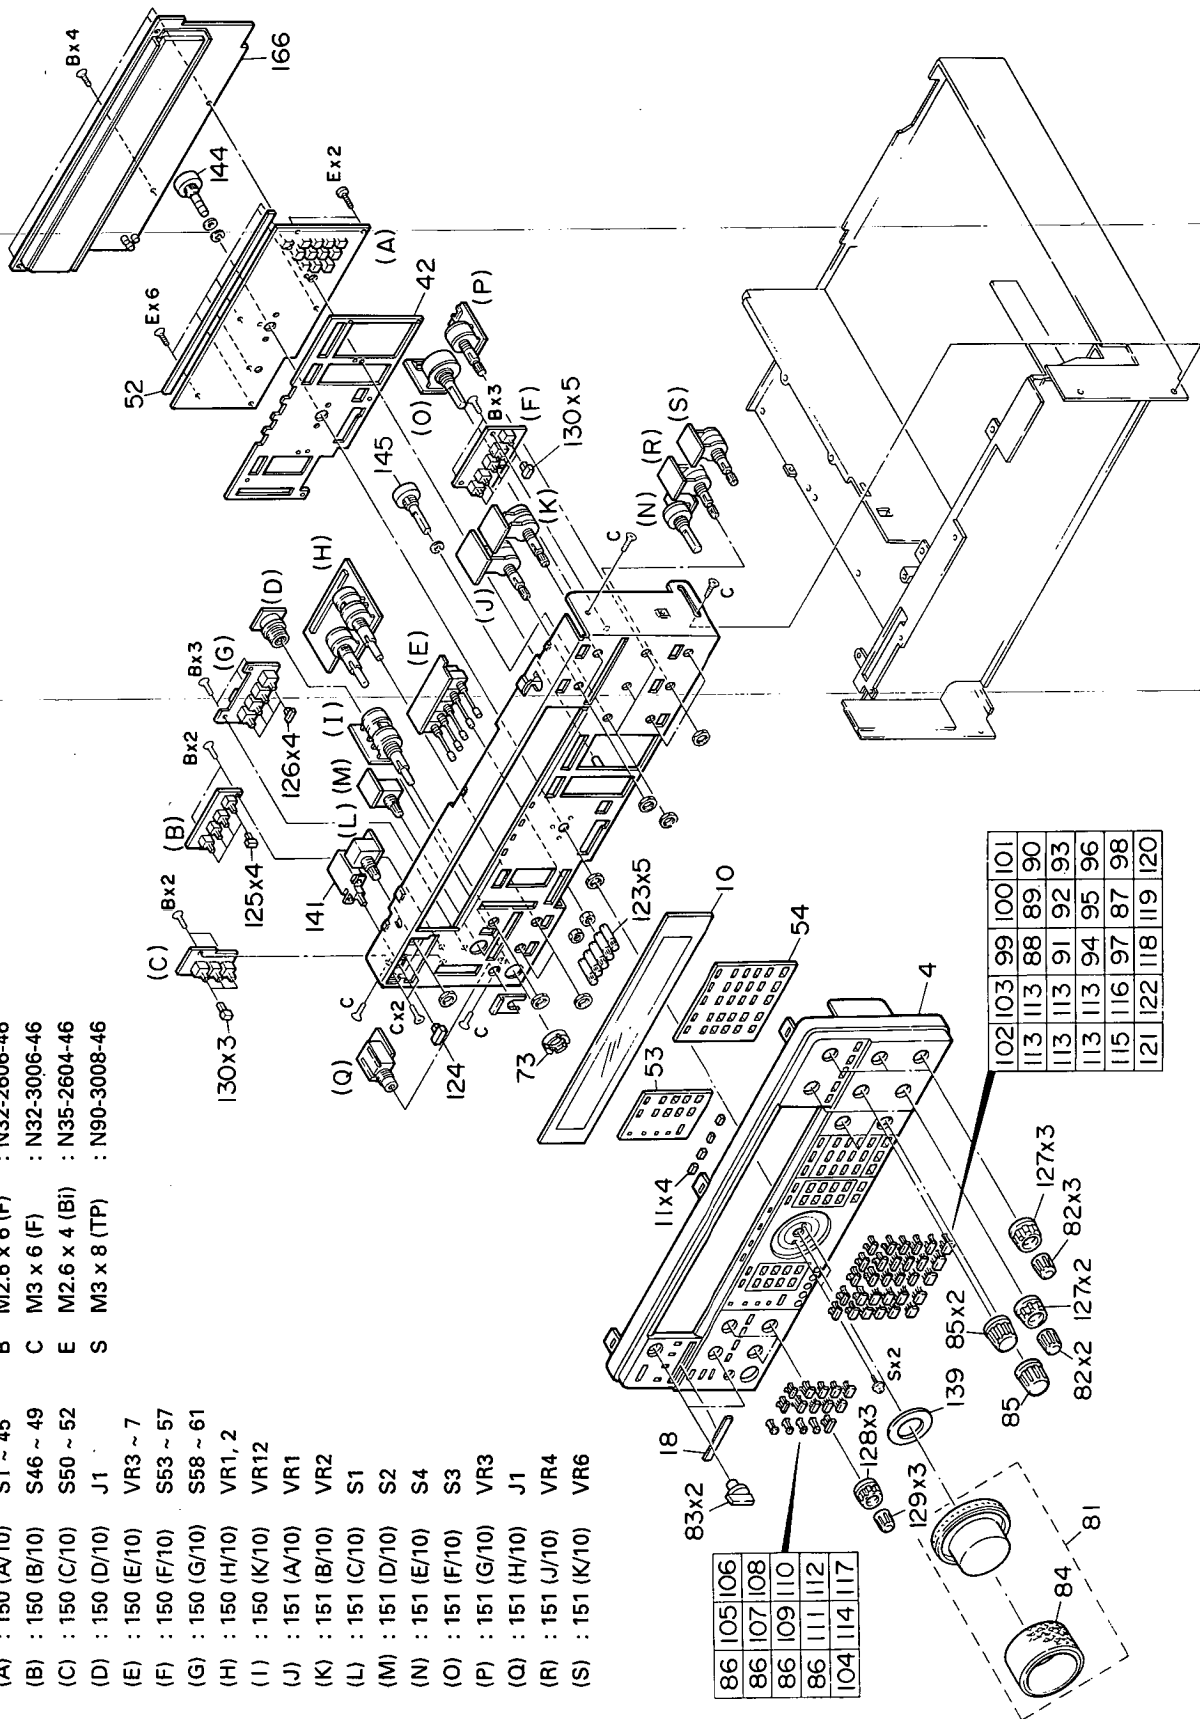 (A) : 150 (A/10) S1 ~ 45
(B) : 150 (B/10) S46 ~ 49
(C) : 150 (C/10) S50 ~ 52
(D) : 150 (D/10) J1
(E) : 150 (E/10) VR3 ~ 7
(F) : 150 (F/10) S53 ~ 57
(G) : 150 (G/10) S58 ~ 61
(H) : 150 (H/10) VR1, 2
(I) : 150 (K/10) VR12
(J) : 151 (A/10) VR1
(K) : 151 (B/10) VR2
(L) : 151 (C/10) S1
(M) : 151 (D/10) S2
(N) : 151 (E/10) S4
(O) : 151 (F/10) S3
(P) : 151 (G/10) VR3
(Q) : 151 (H/10) J1
(R) : 151 (J/10) VR4
(S) : 151 (K/10) VR6
B M2.6 x 6 (F) : N32-2606-46
C M3 x 6 (F) : N32-3006-46
E M2.6 x 4 (Bi) : N35-2604-46
S M3 x 8 (TP) : N90-3008-46
Bx4
166
144
Ex2
Ex6
52
(A)
42
(P)
(O)
Bx3
(F)
130x5
145
(K)
(J)
(S)
(R)
(N)
C
C
(H)
(D)
(E)
(G)
Bx3
126x4
(I)
(M)
(B)
Bx2
125x4
(L)
141
(C)
Bx2
130x3
C
Cx2
C
(Q)
124
73
123x5
10
54
53
11x4
4
18
83x2
128x3
129x3
Sx2
139
81
84
85x2
85
82x2
127x2
82x3
127x3
102 103 99 100 101
113 113 88 89 90
113 113 91 92 93
113 113 94 95 96
115 116 97 87 98
121 122 118 119 120
86 105 106
86 107 108
86 109 110
86 111 112
104 114 117